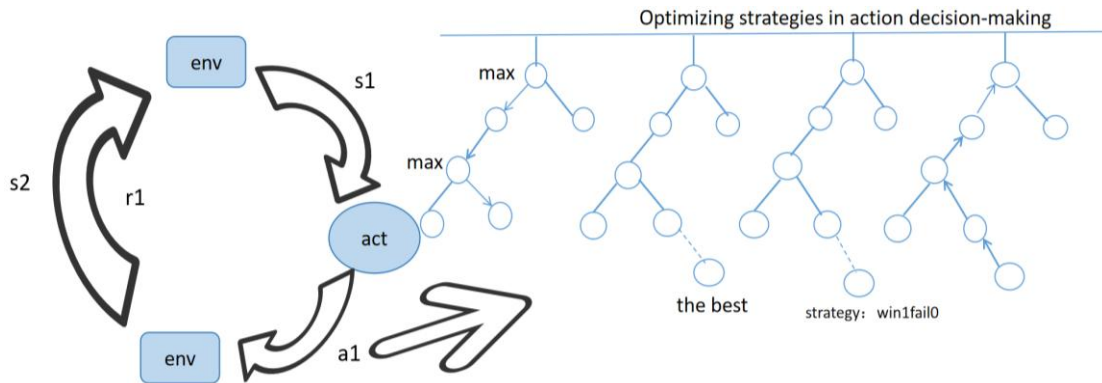 Optimizing strategies in action decision-making
env
s1
max
max
s2
r1
act
the best
strategy：win1fail0
env
a1